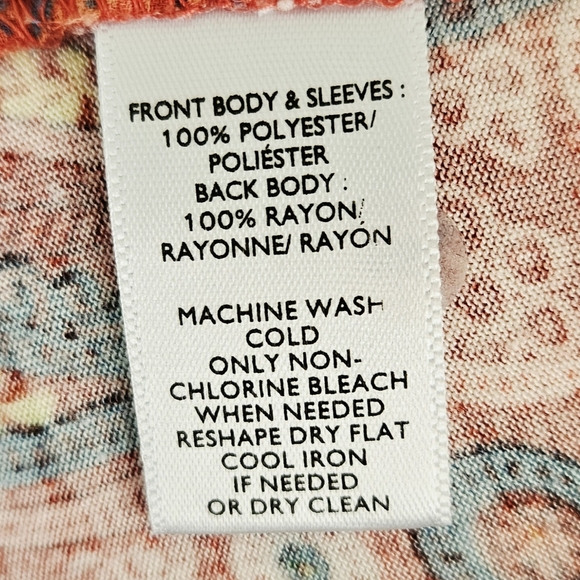 FRONT BODY & SLEEVES :
100% POLYESTER/
POLIÉSTER
BACK BODY :
100% RAYON/
RAYONNE/ RAYÓN
MACHINE WASH
COLD
ONLY NON-
CHLORINE BLEACH
WHEN NEEDED
RESHAPE DRY FLAT
COOL IRON
IF NEEDED
OR DRY CLEAN